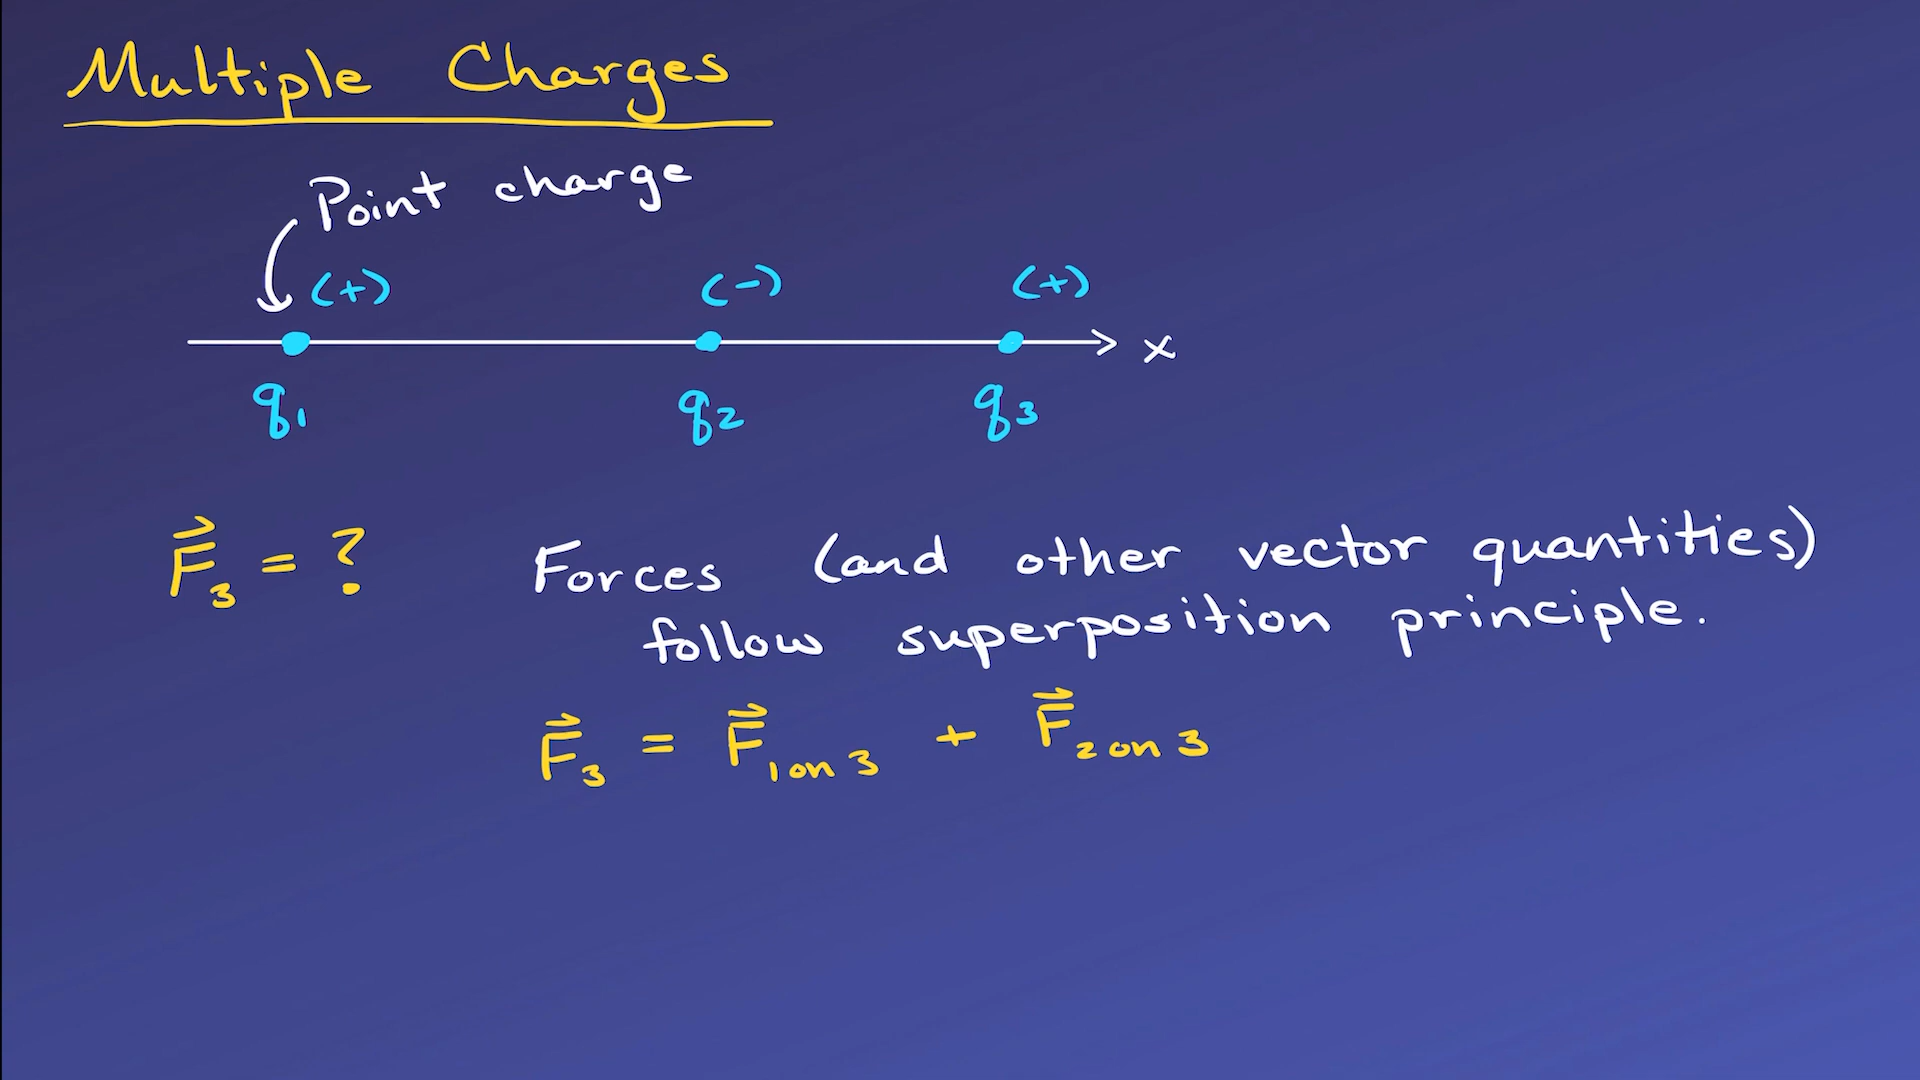 Multiple Charges
Point charge
(+) (-) (+)
x
q₁ q₂ q₃
F⃗₃ = ? Forces (and other vector quantities)
follow superposition principle.
F⃗₃ = F⃗₁ ₒₙ ₃ + F⃗₂ ₒₙ ₃